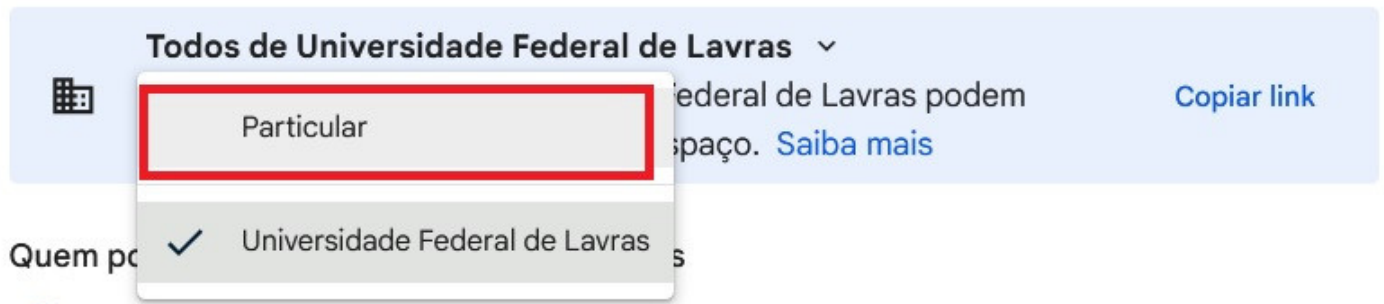 Todos de Universidade Federal de Lavras
ederal de Lavras podem
Copiar link
Particular
spaço. Saiba mais
Universidade Federal de Lavras
Quem po s